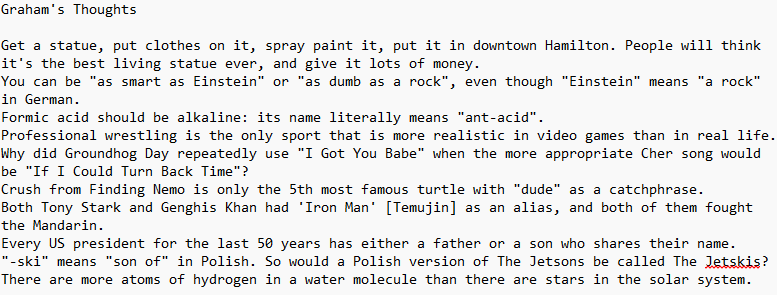 Graham's Thoughts
Get a statue, put clothes on it, spray paint it, put it in downtown Hamilton. People will think
it's the best living statue ever, and give it lots of money.
You can be "as smart as Einstein" or "as dumb as a rock", even though "Einstein" means "a rock"
in German.
Formic acid should be alkaline: its name literally means "ant-acid".
Professional wrestling is the only sport that is more realistic in video games than in real life.
Why did Groundhog Day repeatedly use "I Got You Babe" when the more appropriate Cher song would
be "If I Could Turn Back Time"?
Crush from Finding Nemo is only the 5th most famous turtle with "dude" as a catchphrase.
Both Tony Stark and Genghis Khan had 'Iron Man' [Temujin] as an alias, and both of them fought
the Mandarin.
Every US president for the last 50 years has either a father or a son who shares their name.
"-ski" means "son of" in Polish. So would a Polish version of The Jetsons be called The Jetskis?
There are more atoms of hydrogen in a water molecule than there are stars in the solar system.